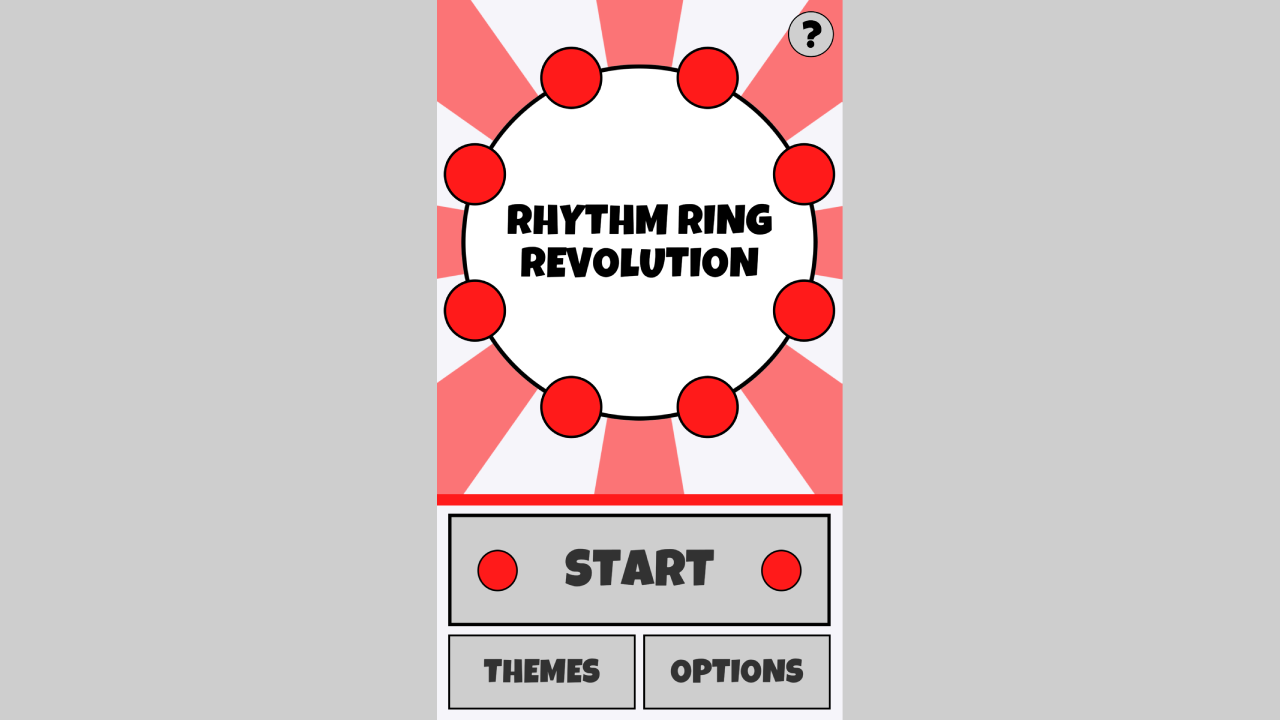 ?
RHYTHM RING
REVOLUTION
START
THEMES
OPTIONS